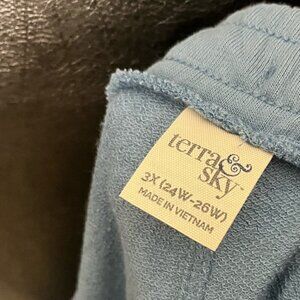 terra &
sky
3X (24W-26W)
MADE IN VIETNAM